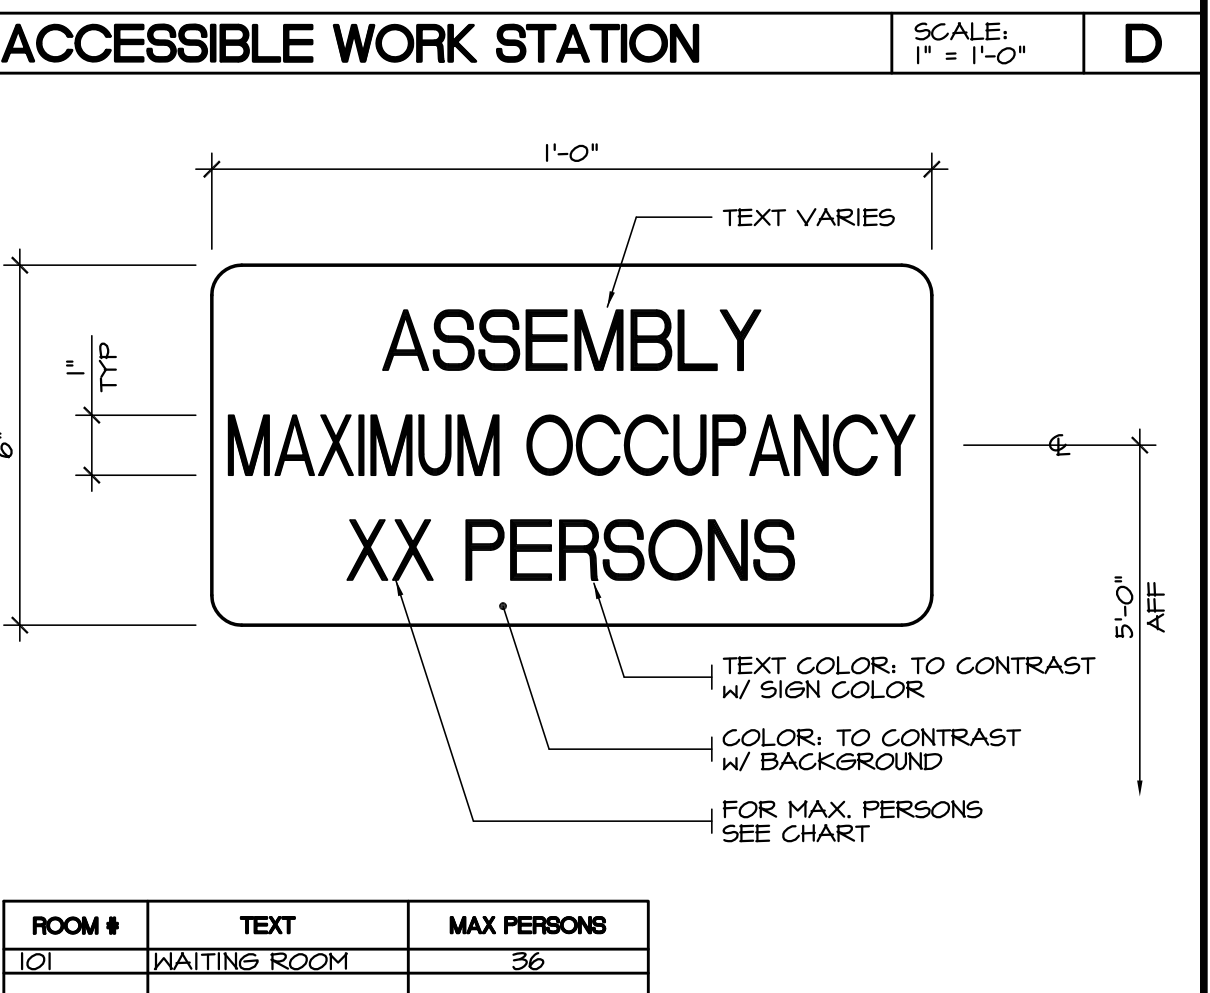 ACCESSIBLE WORK STATION
SCALE:
1" = 1'-0"
D
1'-0"
TEXT VARIES
ASSEMBLY
1"
TYP
MAXIMUM OCCUPANCY
6"
℄
XX PERSONS
5'-0"
AFF
TEXT COLOR: TO CONTRAST
W/ SIGN COLOR
COLOR: TO CONTRAST
W/ BACKGROUND
FOR MAX. PERSONS
SEE CHART
ROOM # TEXT MAX PERSONS
101 WAITING ROOM 36